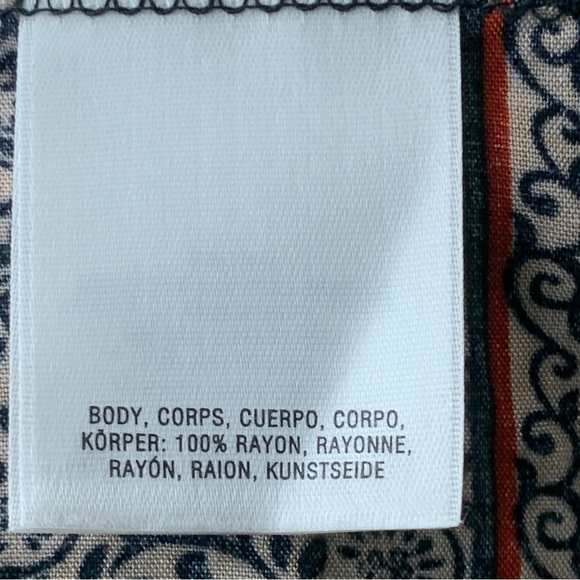 BODY, CORPS, CUERPO, CORPO,
KÖRPER: 100% RAYON, RAYONNE,
RAYÓN, RAION, KUNSTSEIDE